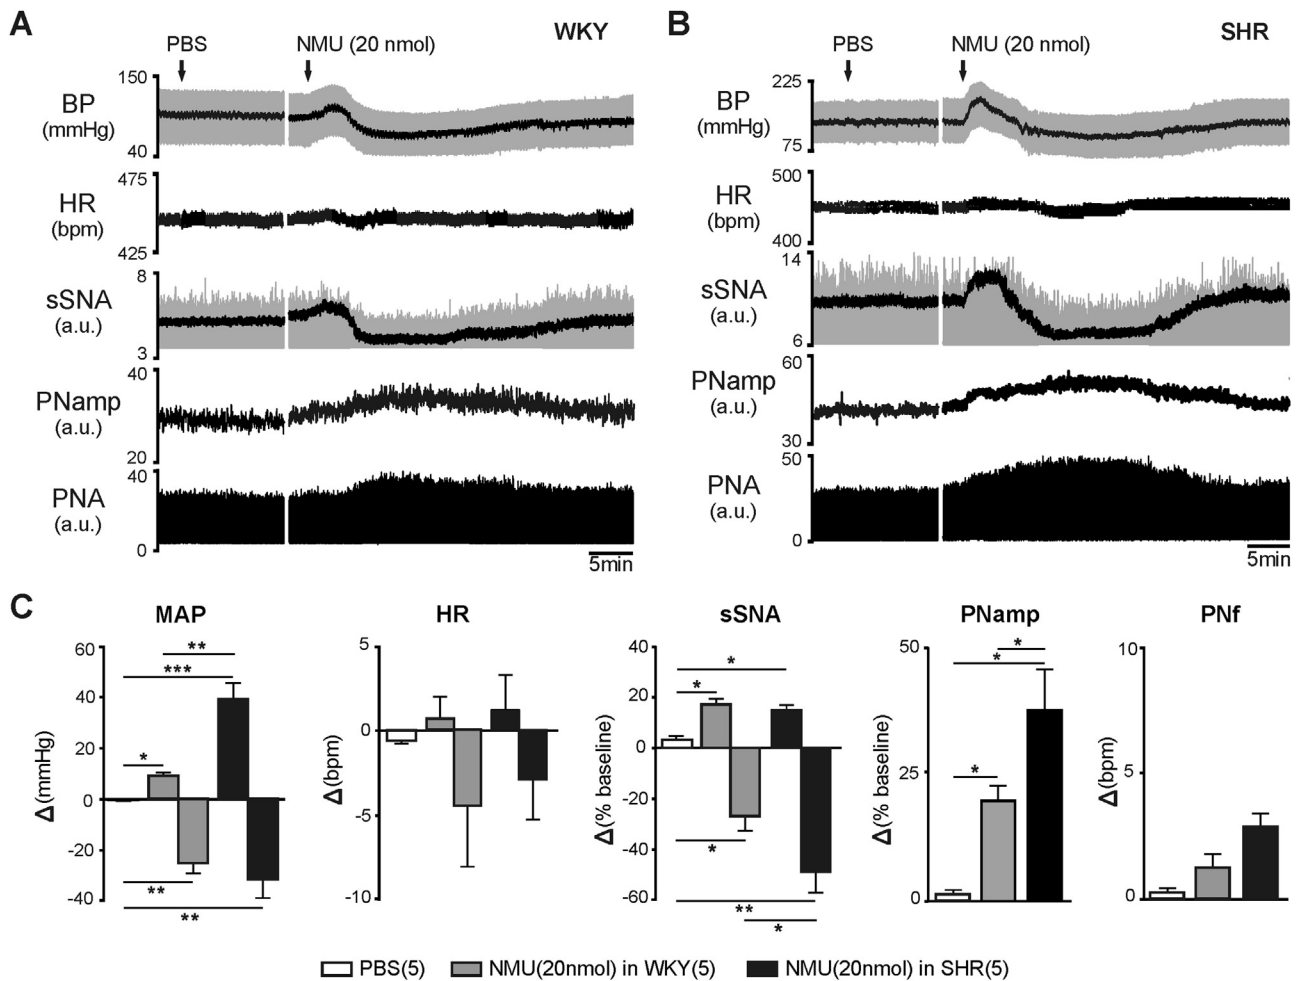 A
WKY
PBS
NMU (20 nmol)
BP
(mmHg)
150
40
HR
(bpm)
475
425
sSNA
(a.u.)
8
3
PNamp
(a.u.)
40
20
PNA
(a.u.)
40
0
5min
B
SHR
PBS
NMU (20 nmol)
BP
(mmHg)
225
75
HR
(bpm)
500
400
sSNA
(a.u.)
14
6
PNamp
(a.u.)
60
30
PNA
(a.u.)
50
0
5min
C
MAP
Δ(mmHg)
60
40
20
0
-20
-40
**
***
*
**
**
HR
Δ(bpm)
5
0
-5
-10
sSNA
Δ(% baseline)
40
20
0
-20
-40
-60
*
*
*
**
*
PNamp
Δ(% baseline)
50
25
0
*
*
*
PNf
Δ(bpm)
10
5
0
PBS(5)
NMU(20nmol) in WKY(5)
NMU(20nmol) in SHR(5)